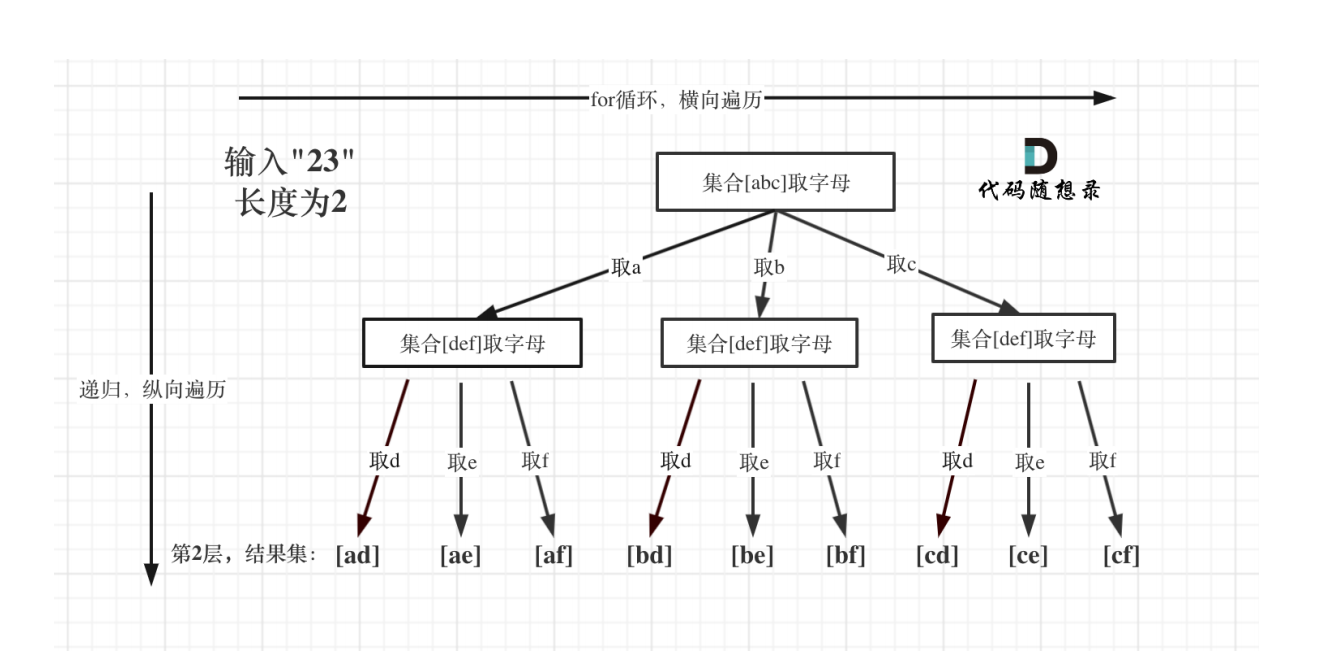 for循环，横向遍历
输入"23"
长度为2
集合[abc]取字母
代码随想录
取a
取b
取c
集合[def]取字母
集合[def]取字母
集合[def]取字母
递归，纵向遍历
取d
取e
取f
取d
取e
取f
取d
取e
取f
第2层，结果集：
[ad]
[ae]
[af]
[bd]
[be]
[bf]
[cd]
[ce]
[cf]